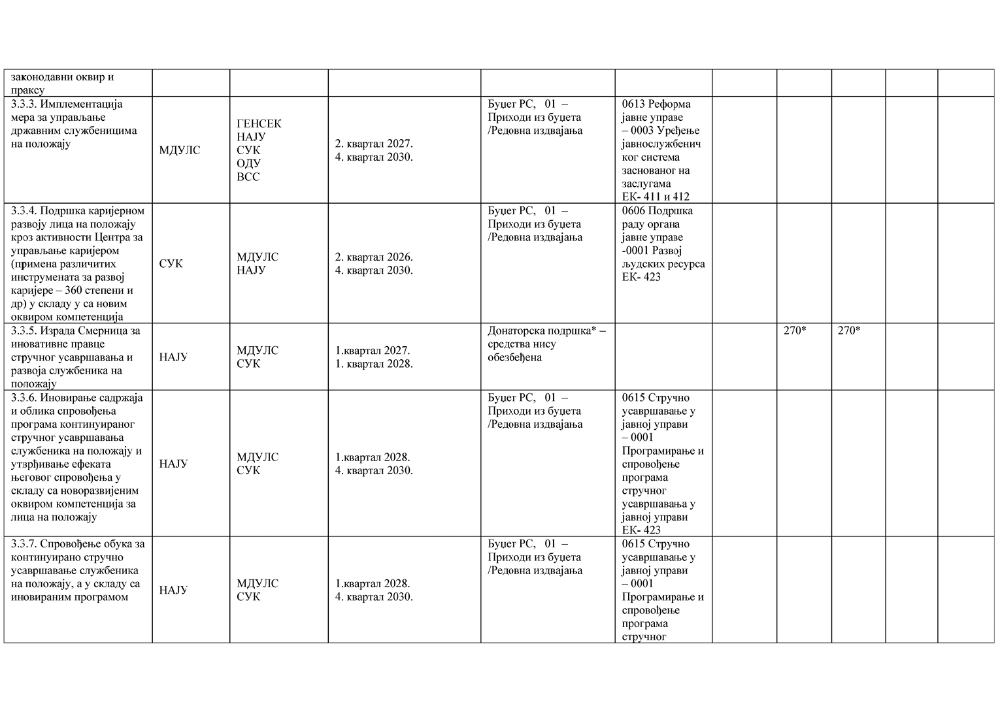 законодавни оквир и
праксу
3.3.3. Имплементација
мера за управљање
државним службеницима
на положају
МДУЛС
ГЕНСЕК
НАЈУ
СУК
ОДУ
ВСС
2. квартал 2027.
4. квартал 2030.
Буџет РС,   01  –
Приходи из буџета
/Редовна издвајања
0613 Реформа
јавне управе
– 0003 Уређење
јавнослужбенич
ког система
заснованог на
заслугама
ЕК- 411 и 412
3.3.4. Подршка каријерном
развоју лица на положају
кроз активности Центра за
управљање каријером
(примена различитих
инструмената за развој
каријере – 360 степени и
др) у складу у са новим
оквиром компетенција
СУК
МДУЛС
НАЈУ
2. квартал 2026.
4. квартал 2030.
Буџет РС,   01  –
Приходи из буџета
/Редовна издвајања
0606 Подршка
раду органа
јавне управе
-0001 Развој
људских ресурса
ЕК- 423
3.3.5. Израда Смерница за
иновативне правце
стручног усавршавања и
развоја службеника на
положају
НАЈУ
МДУЛС
СУК
1.квартал 2027.
1. квартал 2028.
Донаторска подршка* –
средства нису
обезбеђена
270*
270*
3.3.6. Иновирање садржаја
и облика спровођења
програма континуираног
стручног усавршавања
службеника на положају и
утврђивање ефеката
његовог спровођења у
складу са новоразвијеним
оквиром компетенција за
лица на положају
НАЈУ
МДУЛС
СУК
1.квартал 2028.
4. квартал 2030.
Буџет РС,   01  –
Приходи из буџета
/Редовна издвајања
0615 Стручно
усавршавање у
јавној управи
– 0001
Програмирање и
спровођење
програма
стручног
усавршавања у
јавној управи
ЕК- 423
3.3.7. Спровођење обука за
континуирано стручно
усавршавање службеника
на положају, а у складу са
иновираним програмом
НАЈУ
МДУЛС
СУК
1.квартал 2028.
4. квартал 2030.
Буџет РС,   01  –
Приходи из буџета
/Редовна издвајања
0615 Стручно
усавршавање у
јавној управи
– 0001
Програмирање и
спровођење
програма
стручног